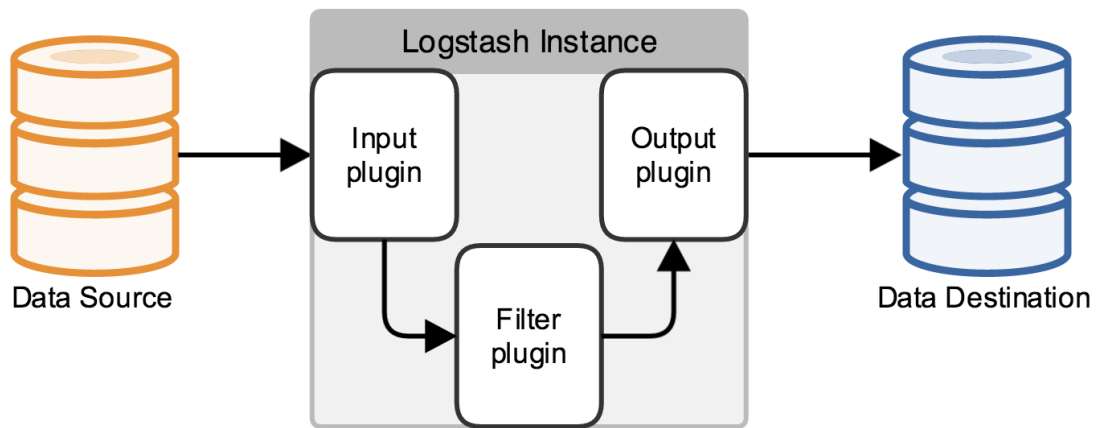 Logstash Instance
Input
plugin
Output
plugin
Filter
plugin
Data Source
Data Destination